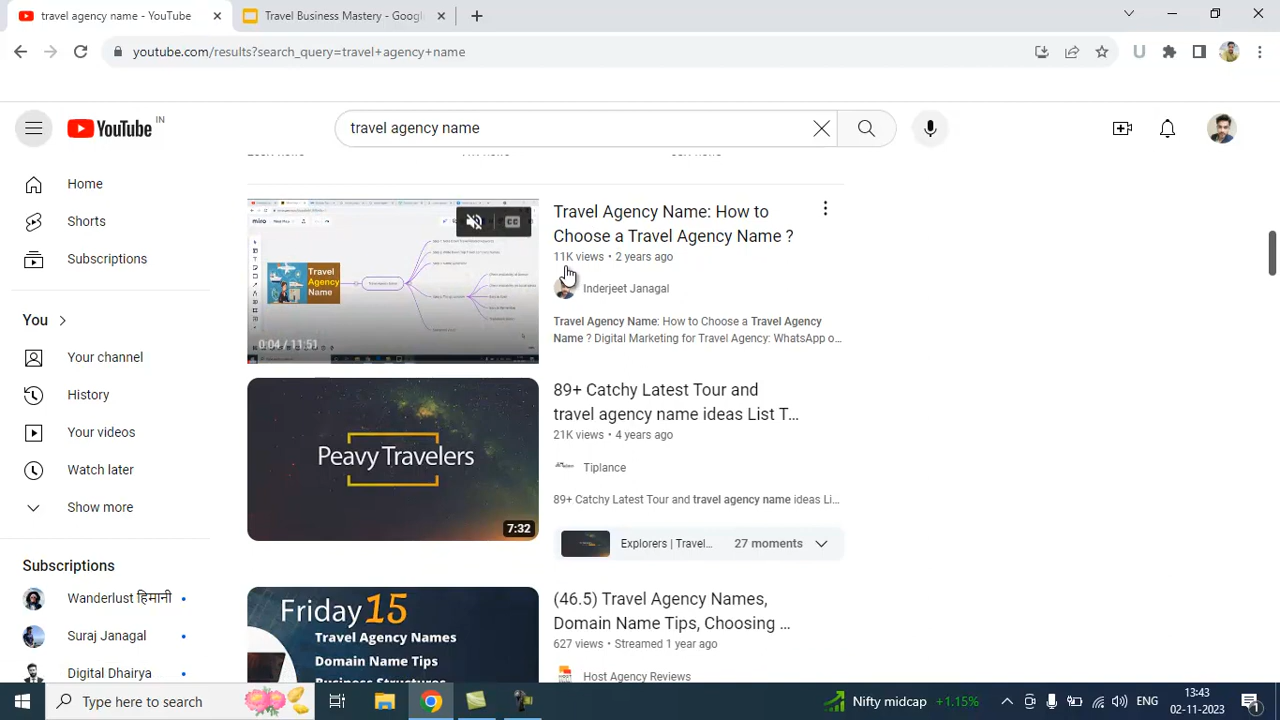 travel agency name - YouTube
Travel Business Mastery - Googl
youtube.com/results?search_query=travel+agency+name
YouTube IN
travel agency name
Home
Shorts
Subscriptions
You
Your channel
History
Your videos
Watch later
Show more
Subscriptions
Wanderlust हिमानी
Suraj Janagal
Digital Dhairya
miro
Travel
Agency
Name
CC
0:04 / 11:51
Travel Agency Name: How to
Choose a Travel Agency Name ?
11K views • 2 years ago
Inderjeet Janagal
Travel Agency Name: How to Choose a Travel Agency
Name ? Digital Marketing for Travel Agency: WhatsApp o...
Peavy Travelers
7:32
89+ Catchy Latest Tour and
travel agency name ideas List T...
21K views • 4 years ago
Tiplance
89+ Catchy Latest Tour and travel agency name ideas Li...
Explorers | Travel... 27 moments
Friday 15
Travel Agency Names
Domain Name Tips
Business Structures
(46.5) Travel Agency Names,
Domain Name Tips, Choosing ...
627 views • Streamed 1 year ago
Host Agency Reviews
Type here to search
Nifty midcap +1.15%
ENG
13:43
02-11-2023
1